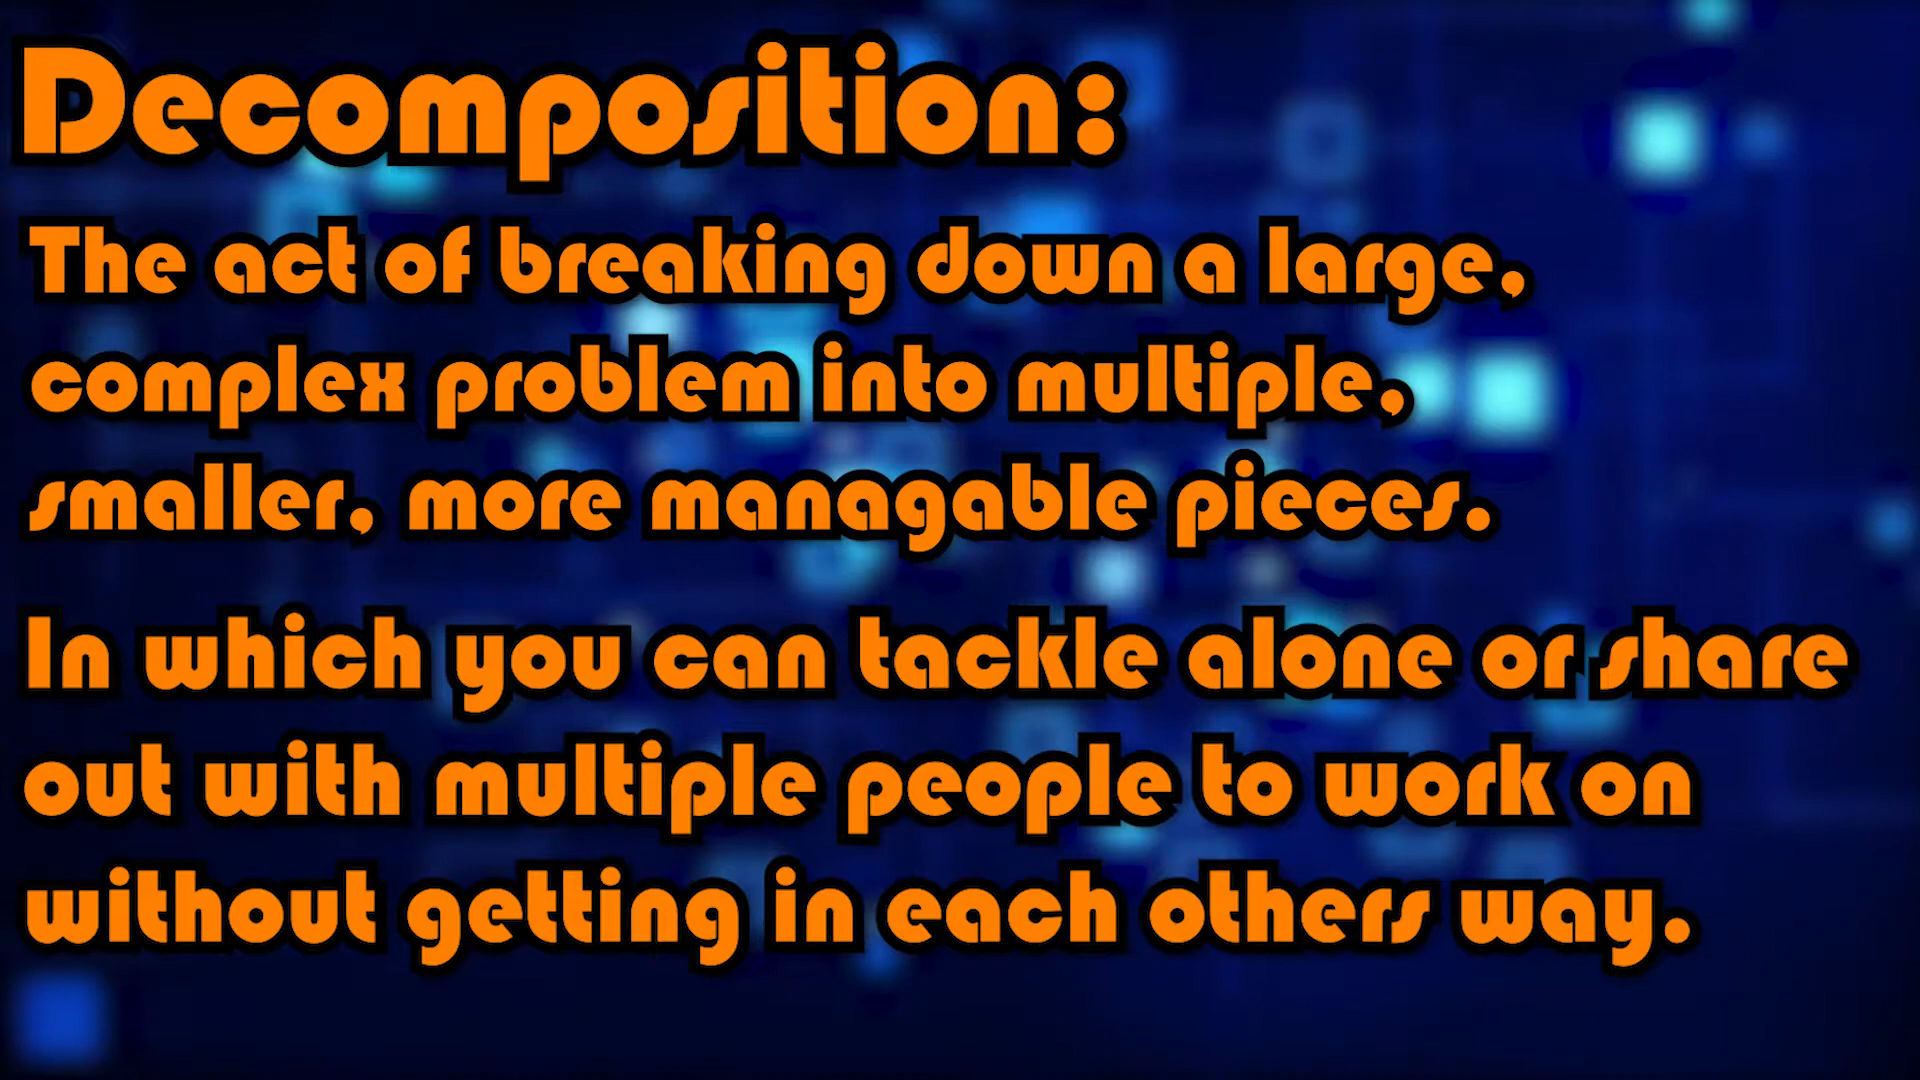 Decomposition:
The act of breaking down a large,
complex problem into multiple,
smaller, more managable pieces.
In which you can tackle alone or share
out with multiple people to work on
without getting in each others way.